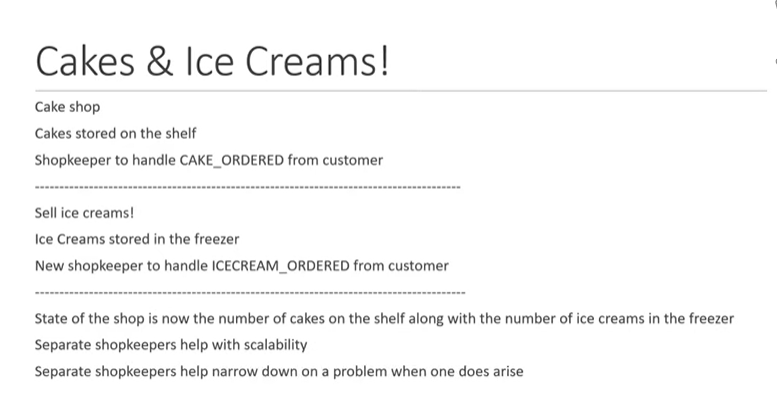 Cakes & Ice Creams!
Cake shop
Cakes stored on the shelf
Shopkeeper to handle CAKE_ORDERED from customer
--------------------------------------------------------------------------------------
Sell ice creams!
Ice Creams stored in the freezer
New shopkeeper to handle ICECREAM_ORDERED from customer
---------------------------------------------------------------------------------------
State of the shop is now the number of cakes on the shelf along with the number of ice creams in the freezer
Separate shopkeepers help with scalability
Separate shopkeepers help narrow down on a problem when one does arise